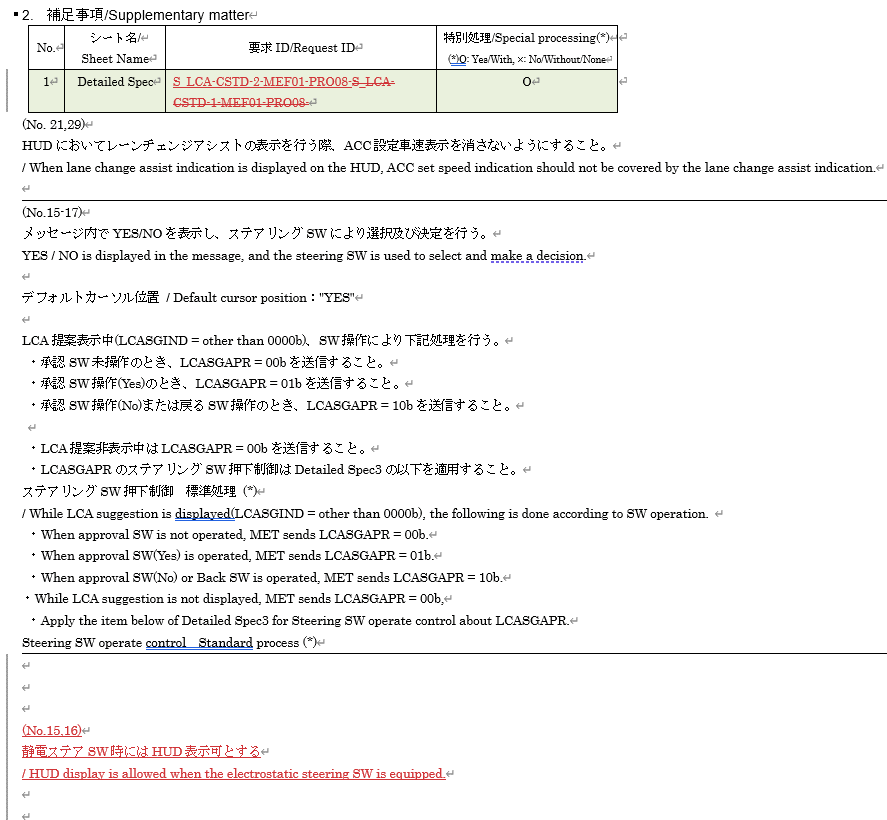 2. 補足事項/Supplementary matter
No. シート名/ 要求 ID/Request ID 特別処理/Special processing(*)
Sheet Name (*)O: Yes/With, ×: No/Without/None
1 Detailed Spec S_LCA-CSTD-2-MEF01-PRO08-S_LCA- O
CSTD-1-MEF01-PRO08-
(No. 21,29)
HUD においてレーンチェンジアシストの表示を行う際、ACC設定車速表示を消さないようにすること。
/ When lane change assist indication is displayed on the HUD, ACC set speed indication should not be covered by the lane change assist indication.
(No.15-17)
メッセージ内で YES/NO を表示し、ステアリング SW により選択及び決定を行う。
YES / NO is displayed in the message, and the steering SW is used to select and make a decision.
デフォルトカーソル位置 / Default cursor position："YES"
LCA 提案表示中(LCASGIND = other than 0000b)、SW 操作により下記処理を行う。
・承認 SW 未操作のとき、LCASGAPR = 00b を送信すること。
・承認 SW 操作(Yes)のとき、LCASGAPR = 01b を送信すること。
・承認 SW 操作(No)または戻る SW 操作のとき、LCASGAPR = 10b を送信すること。
・LCA 提案非表示中は LCASGAPR = 00b を送信すること。
・LCASGAPR のステアリング SW 押下制御は Detailed Spec3 の以下を適用すること。
ステアリング SW 押下制御　標準処理 (*)
/ While LCA suggestion is displayed(LCASGIND = other than 0000b), the following is done according to SW operation.
・When approval SW is not operated, MET sends LCASGAPR = 00b.
・When approval SW(Yes) is operated, MET sends LCASGAPR = 01b.
・When approval SW(No) or Back SW is operated, MET sends LCASGAPR = 10b.
・While LCA suggestion is not displayed, MET sends LCASGAPR = 00b,
・Apply the item below of Detailed Spec3 for Steering SW operate control about LCASGAPR.
Steering SW operate control　Standard process (*)
(No.15,16)
静電ステア SW 時には HUD 表示可とする
/ HUD display is allowed when the electrostatic steering SW is equipped.